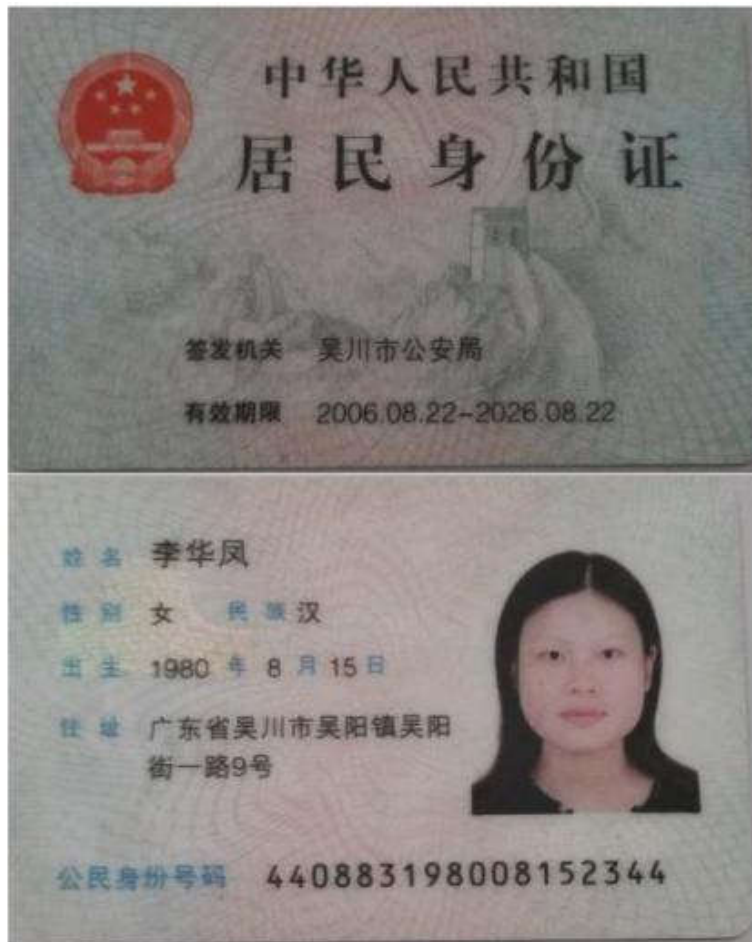 中华人民共和国
居民身份证
签发机关 吴川市公安局
有效期限 2006.08.22-2026.08.22
姓名 李华凤
性别 女 民族 汉
出生 1980 年 8 月 15 日
住址 广东省吴川市吴阳镇吴阳
街一路9号
公民身份号码 440883198008152344